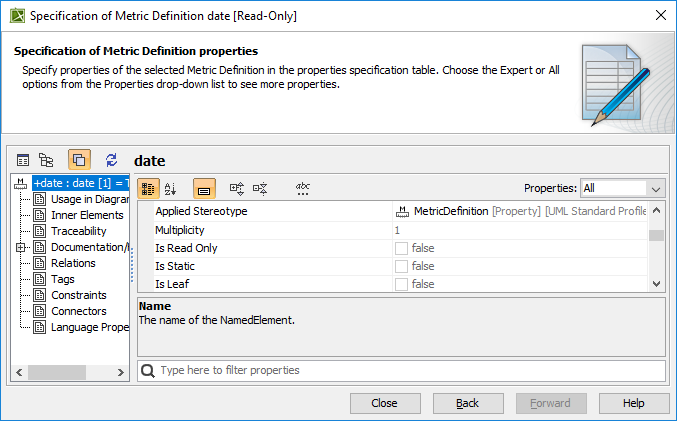 Specification of Metric Definition date [Read-Only]
Specification of Metric Definition properties
Specify properties of the selected Metric Definition in the properties specification table. Choose the Expert or All
options from the Properties drop-down list to see more properties.
date
+date : date [1] = T
Usage in Diagran
Inner Elements
Traceability
Documentation/
Relations
Tags
Constraints
Connectors
Language Prope
abc...
Properties: All
Applied Stereotype MetricDefinition [Property] [UML Standard Profile
Multiplicity 1
Is Read Only false
Is Static false
Is Leaf false
Name
The name of the NamedElement.
Type here to filter properties
Close Back Forward Help